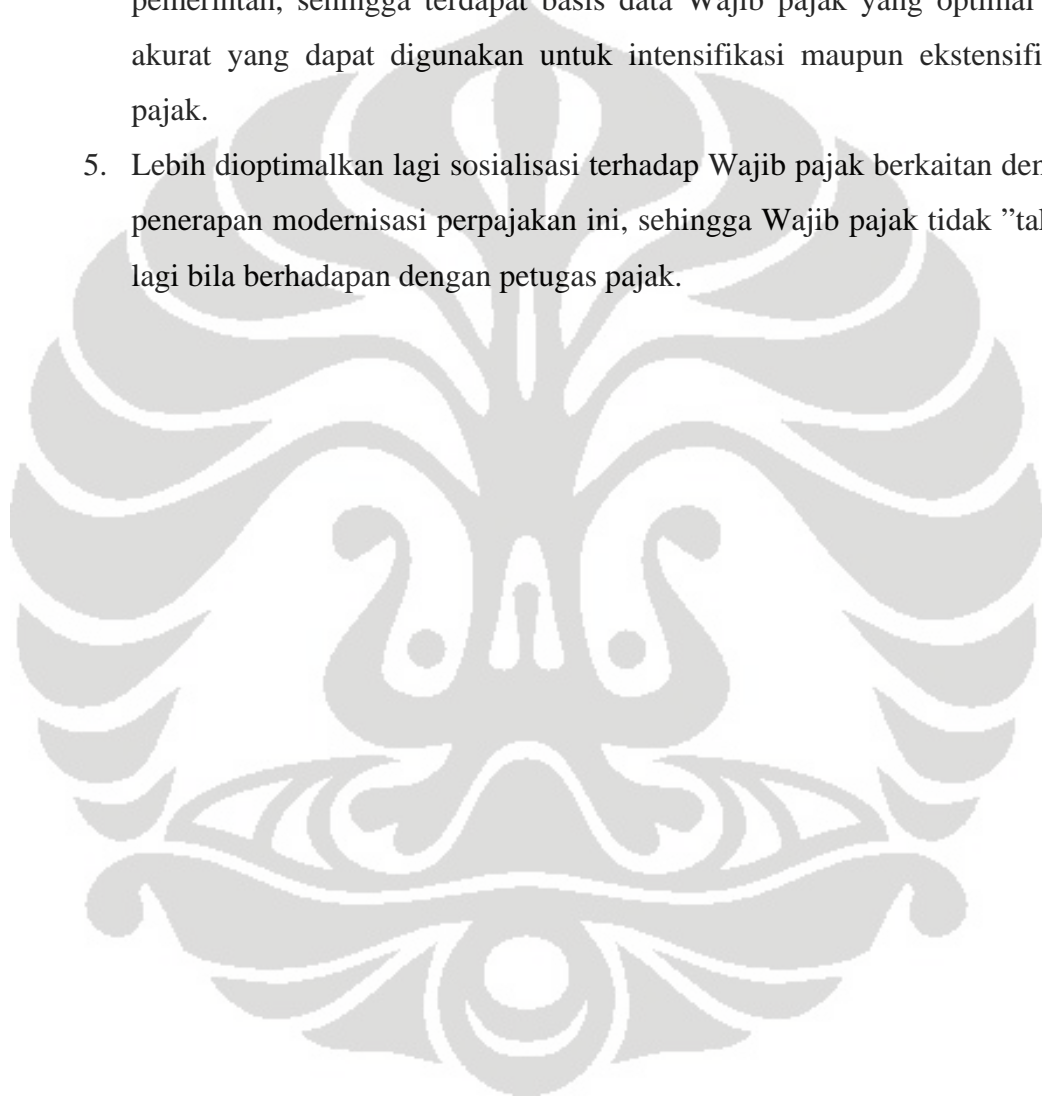 pemerintah, sehingga terdapat basis data Wajib pajak yang optimal
akurat yang dapat digunakan untuk intensifikasi maupun ekstensifi
pajak.
5. Lebih dioptimalkan lagi sosialisasi terhadap Wajib pajak berkaitan den
penerapan modernisasi perpajakan ini, sehingga Wajib pajak tidak ”tak
lagi bila berhadapan dengan petugas pajak.